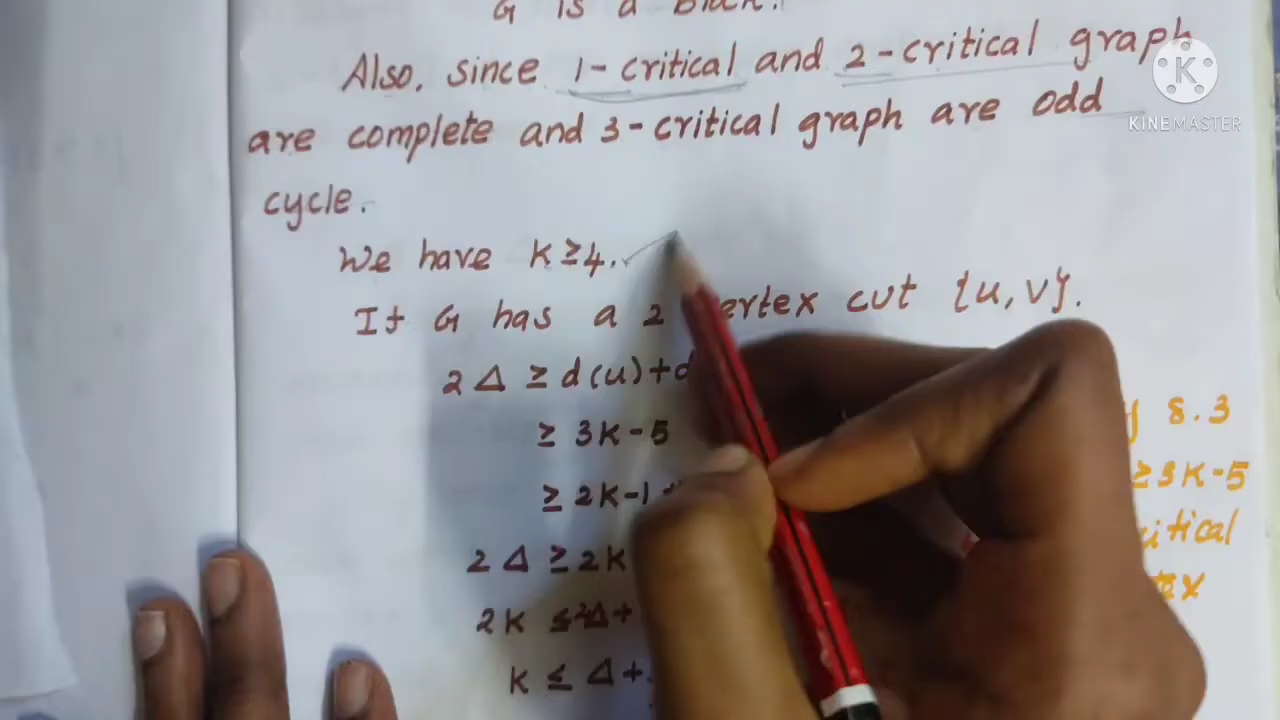 G is a block.
Also, since 1-critical and 2-critical graph
are complete and 3-critical graph are odd
cycle.
We have K ≥ 4.
If G has a 2 vertex cut {u, v}.
2Δ ≥ d(u)+d
≥ 3K-5
≥ 2K-1
2Δ ≥ 2K
2K ≤ 2Δ+
K ≤ Δ+
8.3
≥ 3K-5
K
KINEMASTER